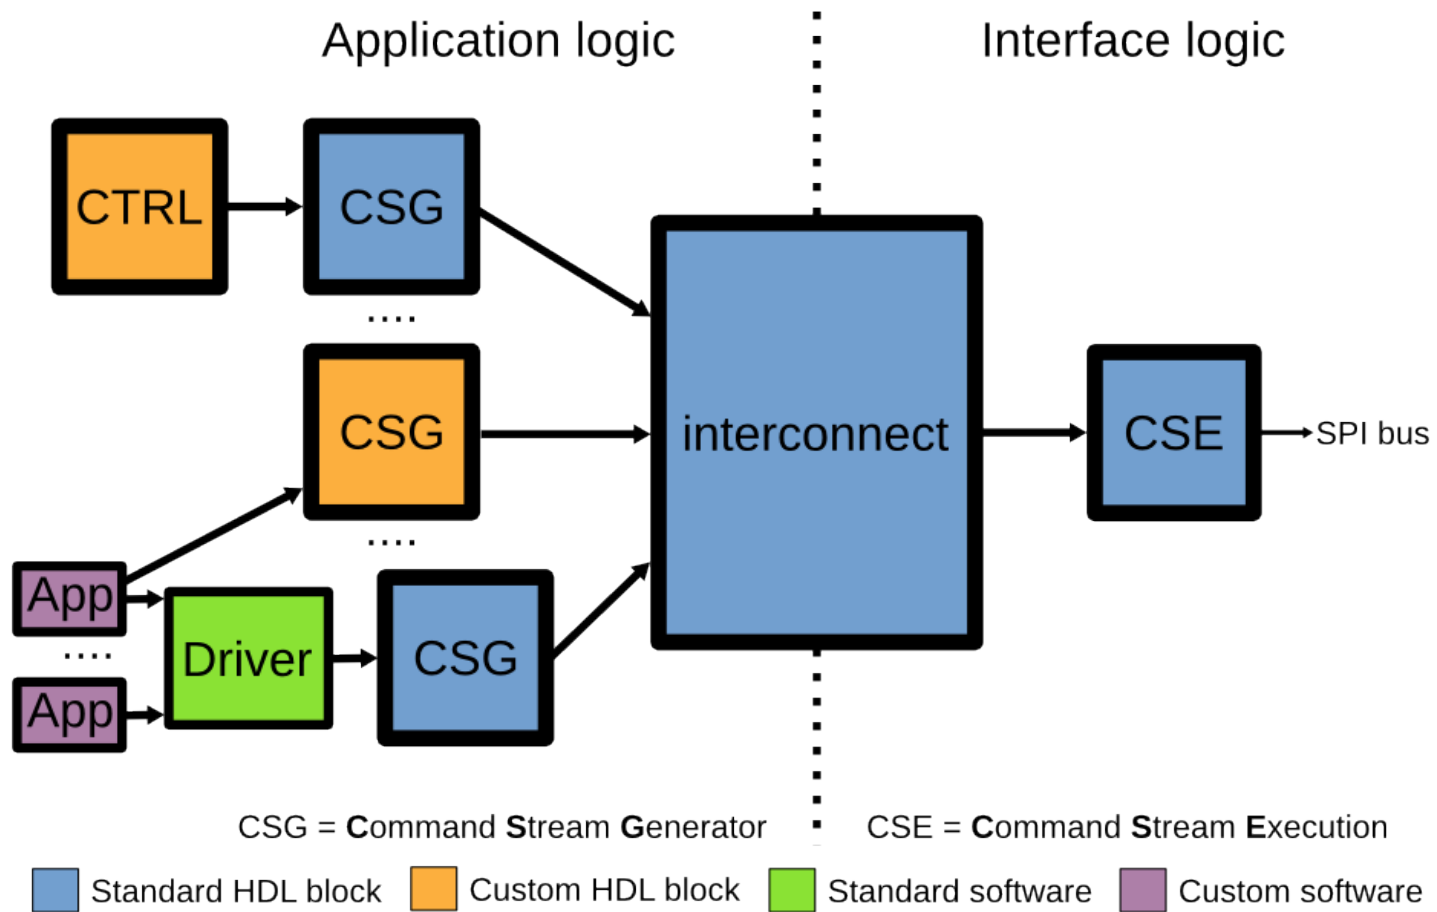 Application logic
Interface logic
CTRL
CSG
....
CSG
interconnect
CSE
SPI bus
....
App
....
App
Driver
CSG
CSG = Command Stream Generator
CSE = Command Stream Execution
Standard HDL block
Custom HDL block
Standard software
Custom software